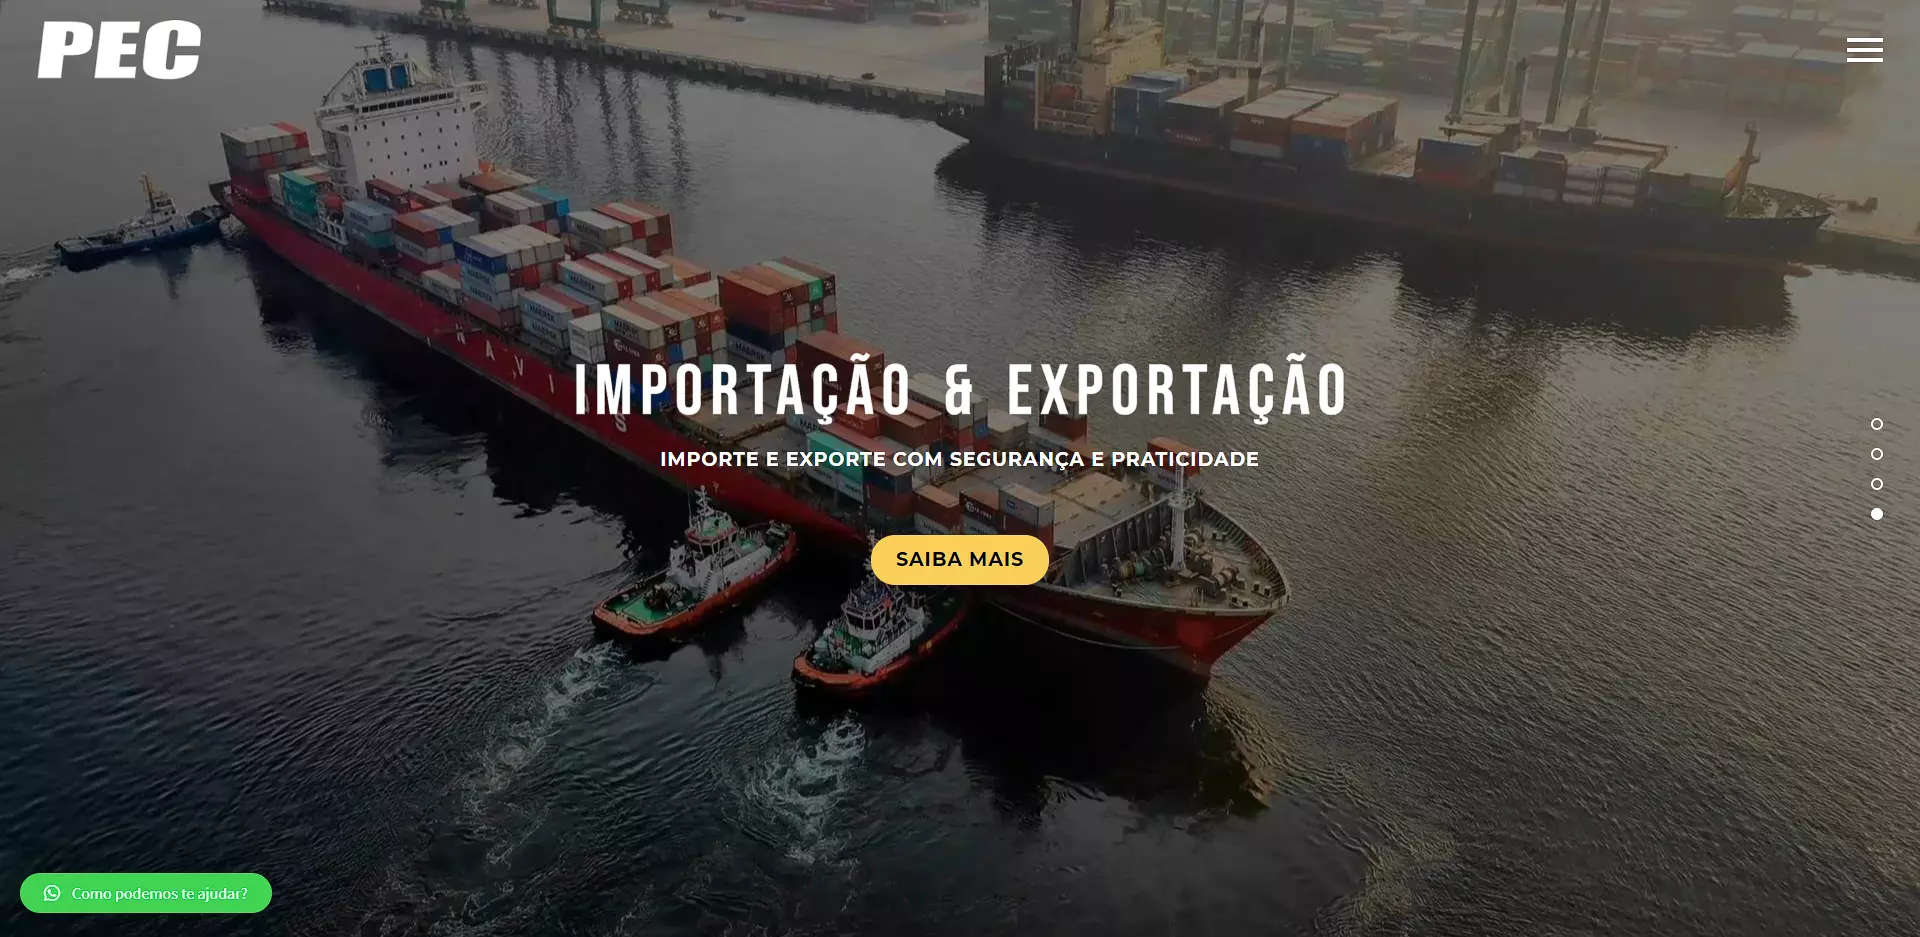 PEC
IMPORTAÇÃO & EXPORTAÇÃO
IMPORTE E EXPORTE COM SEGURANÇA E PRATICIDADE
SAIBA MAIS
Como podemos te ajudar?